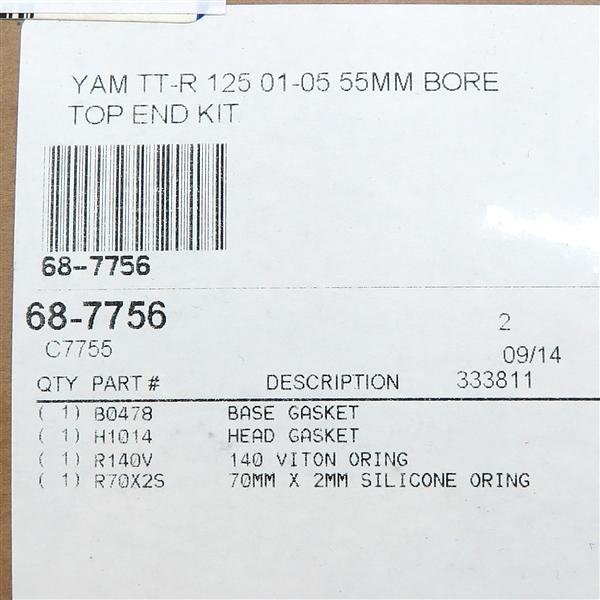 YAM TT-R 125 01-05 55MM BORE
TOP END KIT
68-7756
68-7756
2
C7755
09/14
QTY PART # DESCRIPTION 333811
( 1) B0478 BASE GASKET
( 1) H1014 HEAD GASKET
( 1) R140V 140 VITON ORING
( 1) R70X2S 70MM X 2MM SILICONE ORING